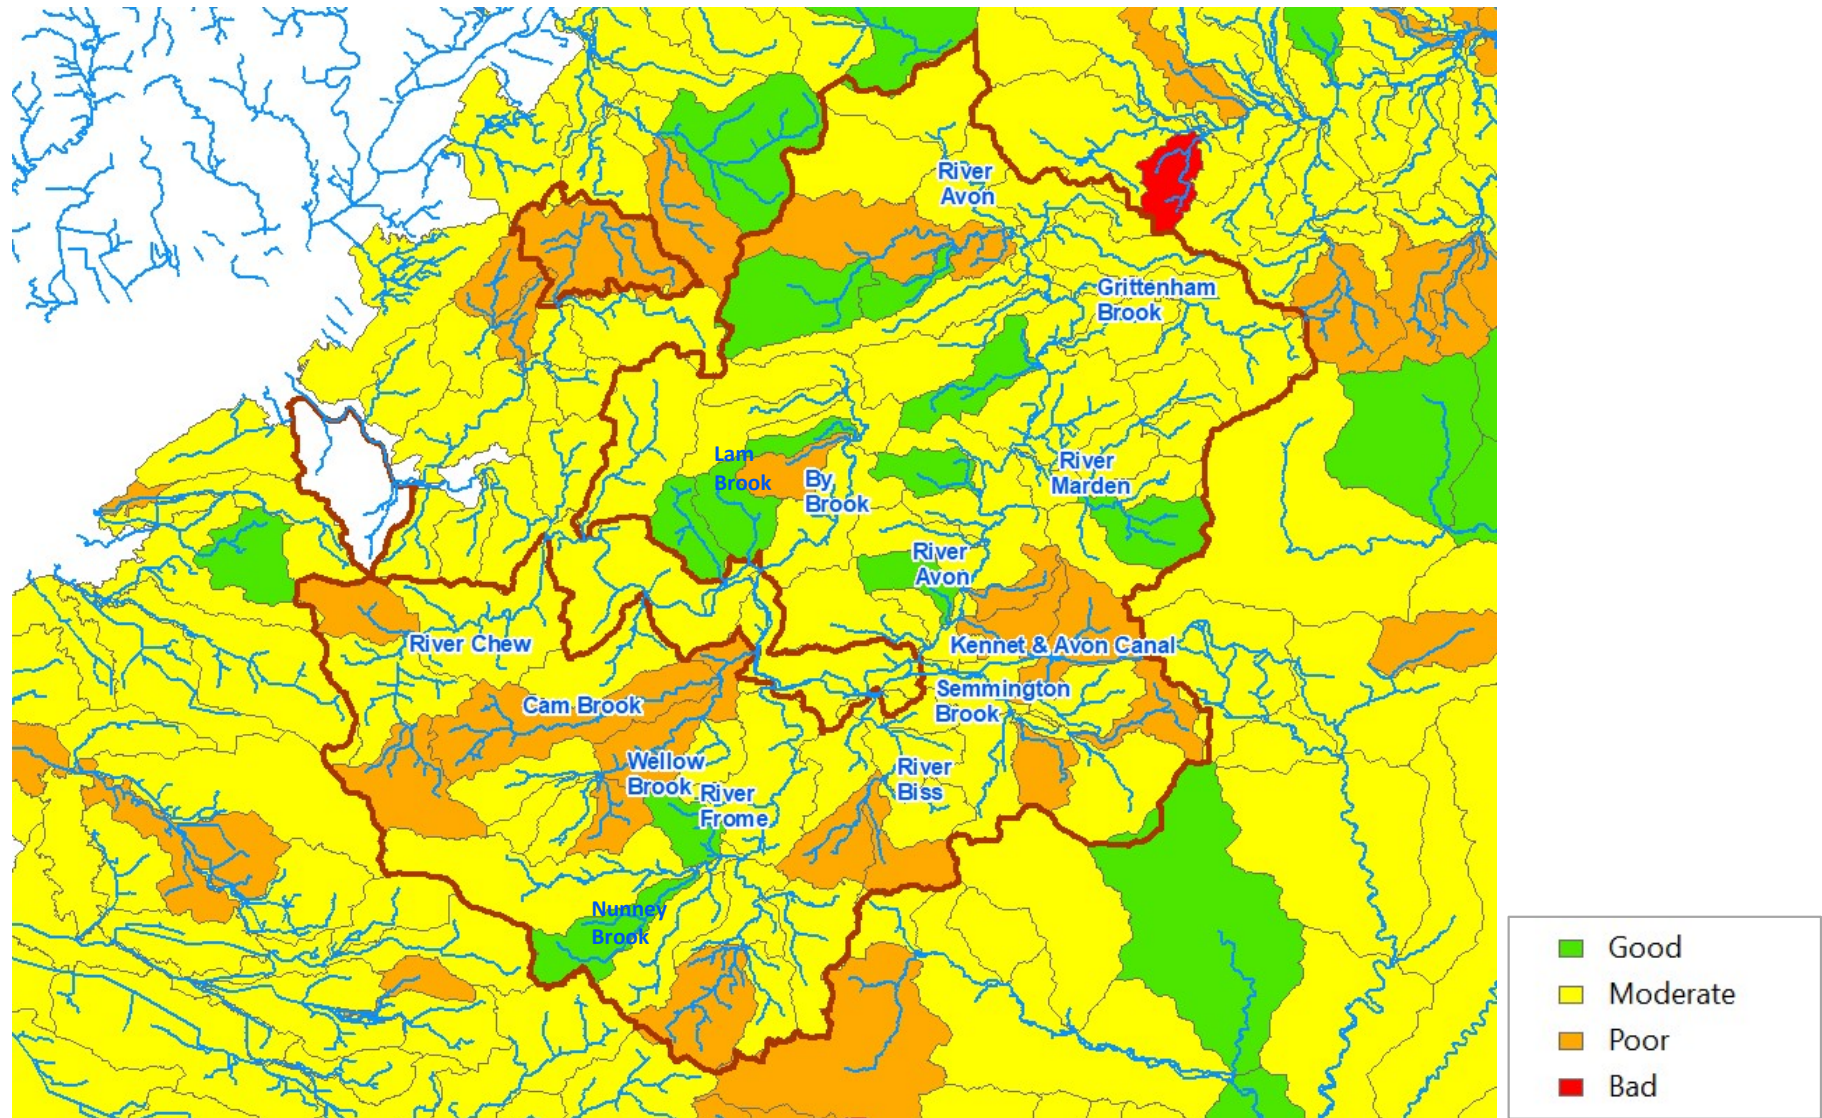 River
Avon
Grittenham
Brook
Lam
Brook
By
Brook
River
Marden
River
Avon
River Chew
Kennet & Avon Canal
Cam Brook
Semmington
Brook
Wellow
Brook
River
Frome
River
Biss
Nunney
Brook
Good
Moderate
Poor
Bad